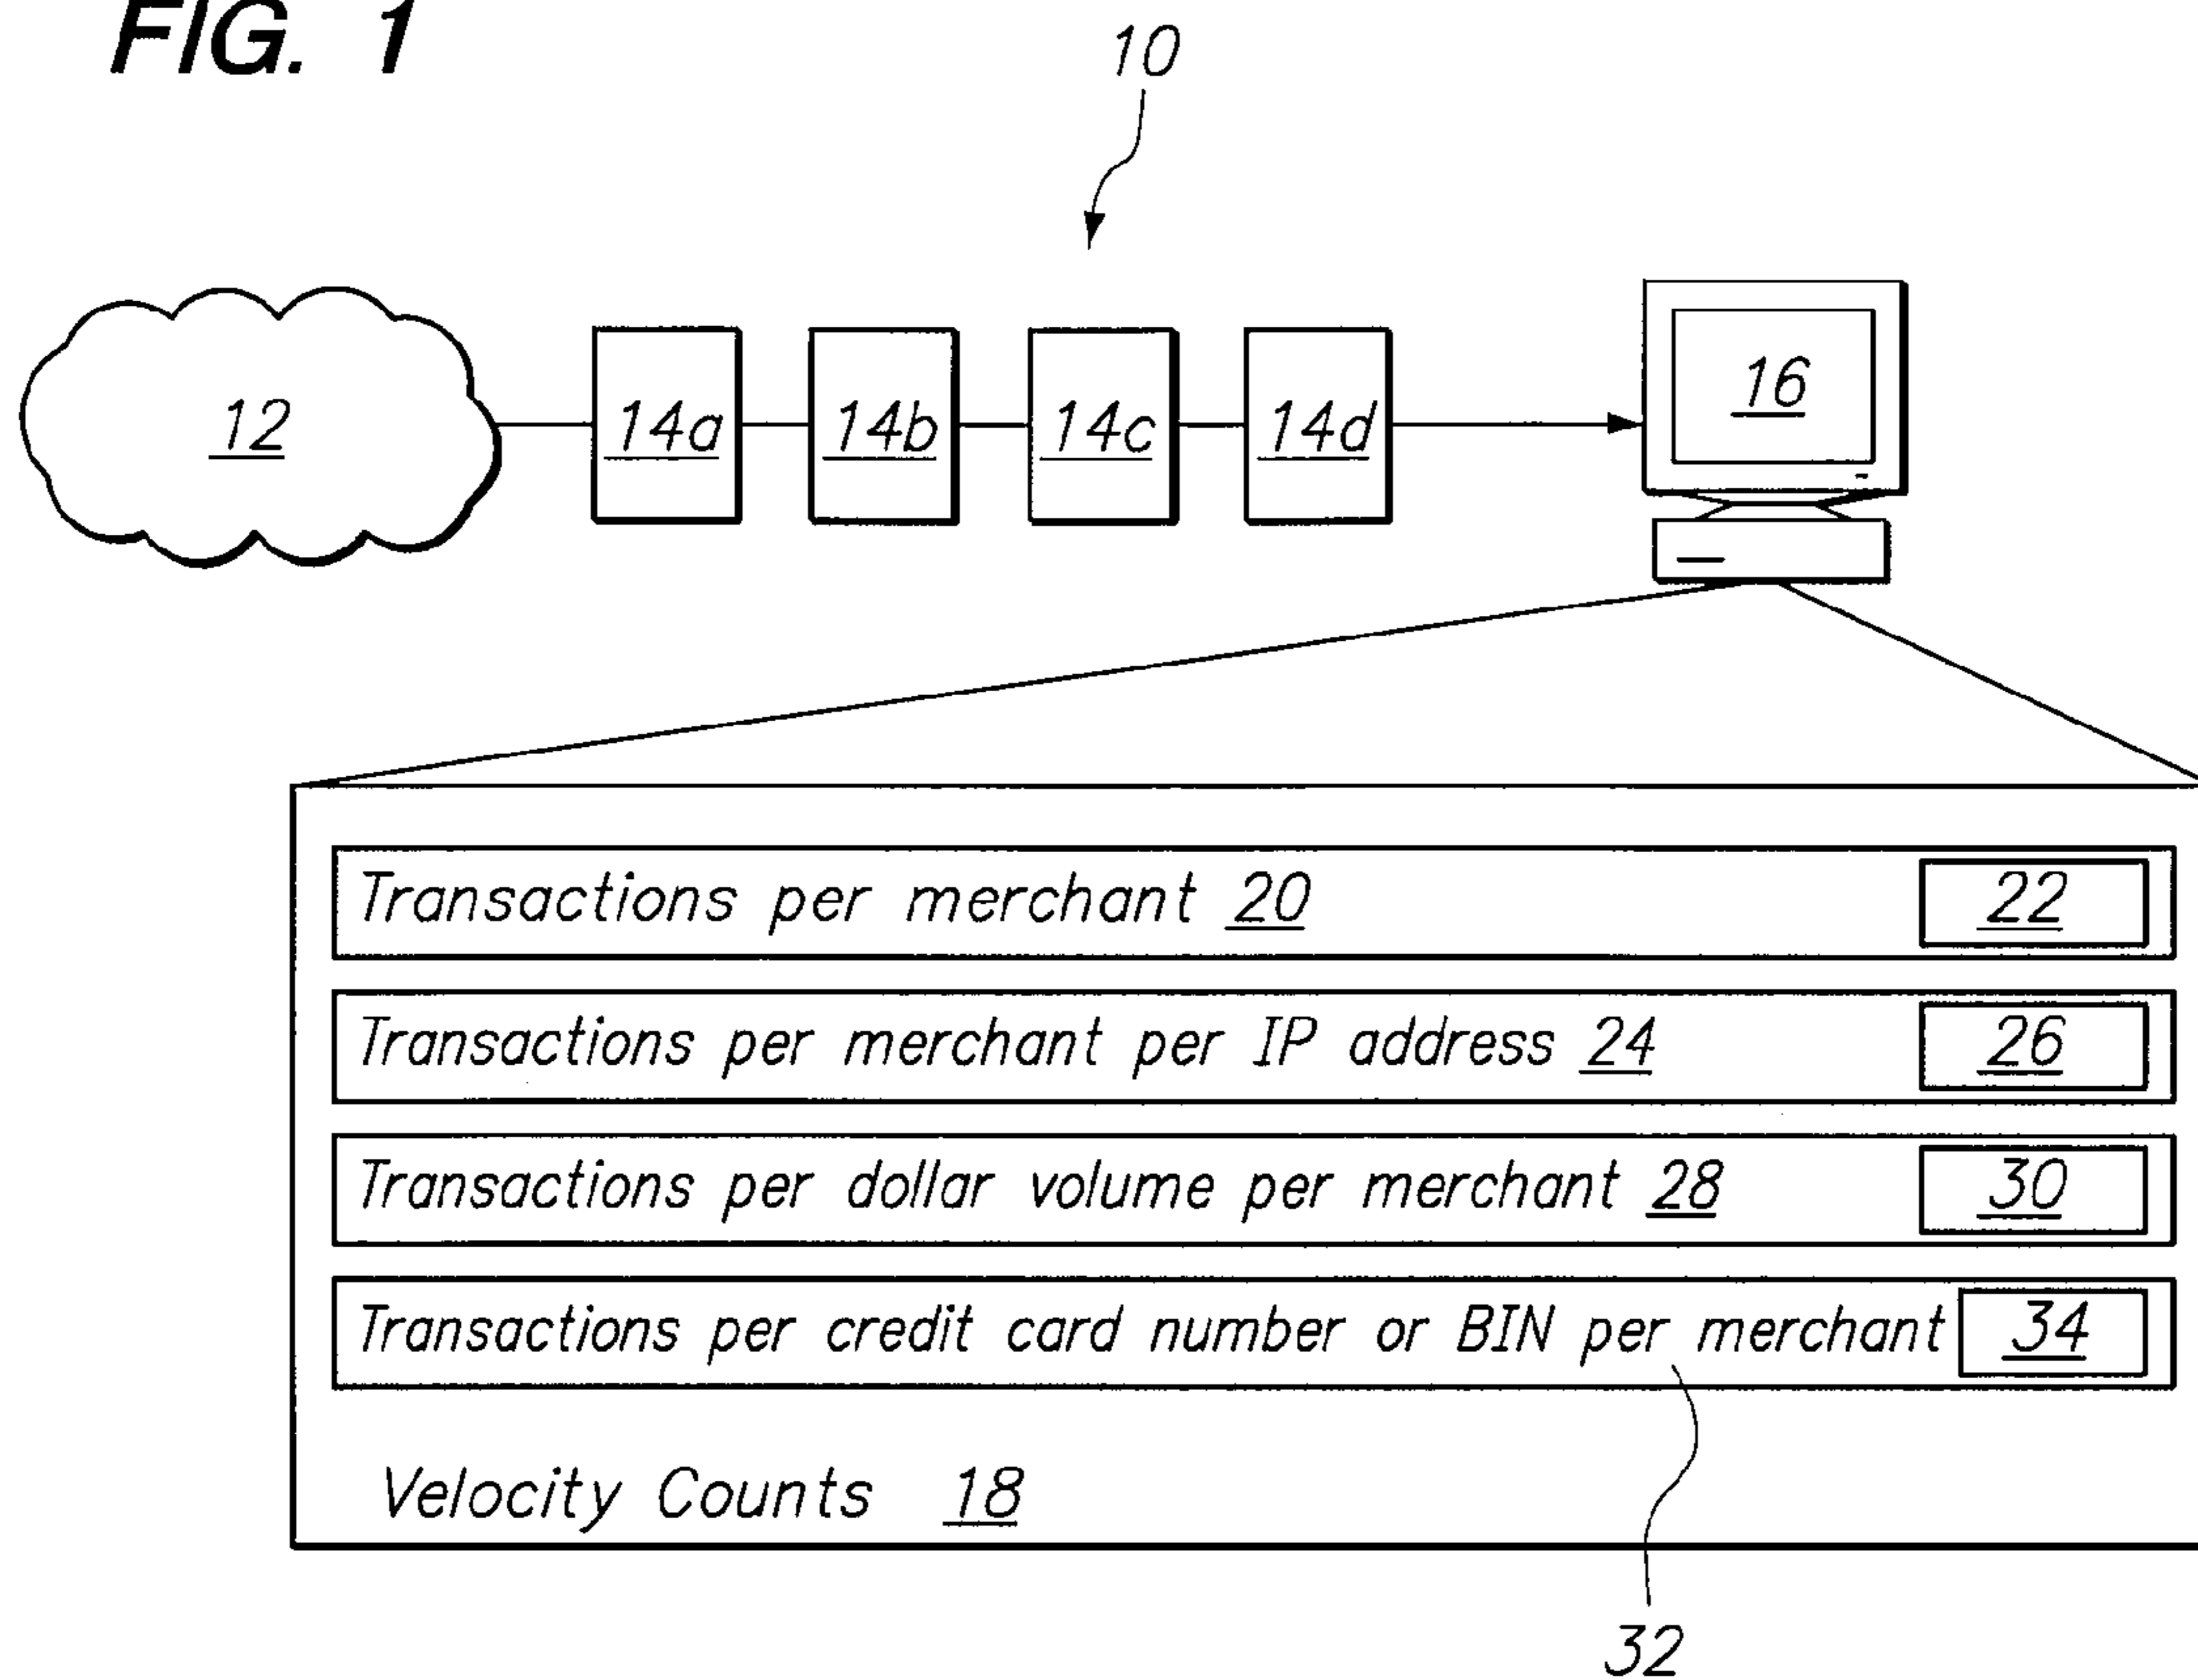 FIG. 1
10
12
14a
14b
14c
14d
16
Transactions per merchant 20
22
Transactions per merchant per IP address 24
26
Transactions per dollar volume per merchant 28
30
Transactions per credit card number or BIN per merchant
34
Velocity Counts 18
32